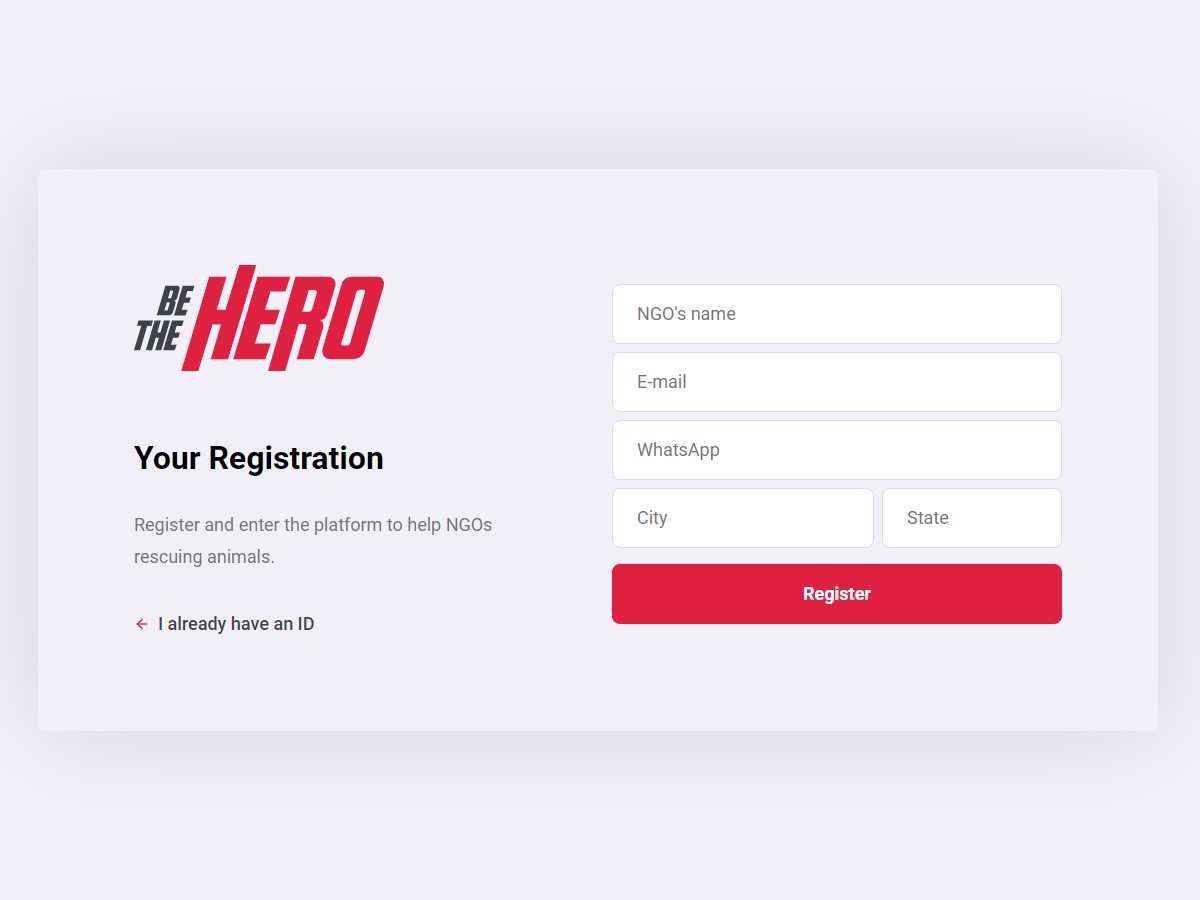 BE
THE
HERO
Your Registration
Register and enter the platform to help NGOs
rescuing animals.
I already have an ID
NGO's name
E-mail
WhatsApp
City
State
Register